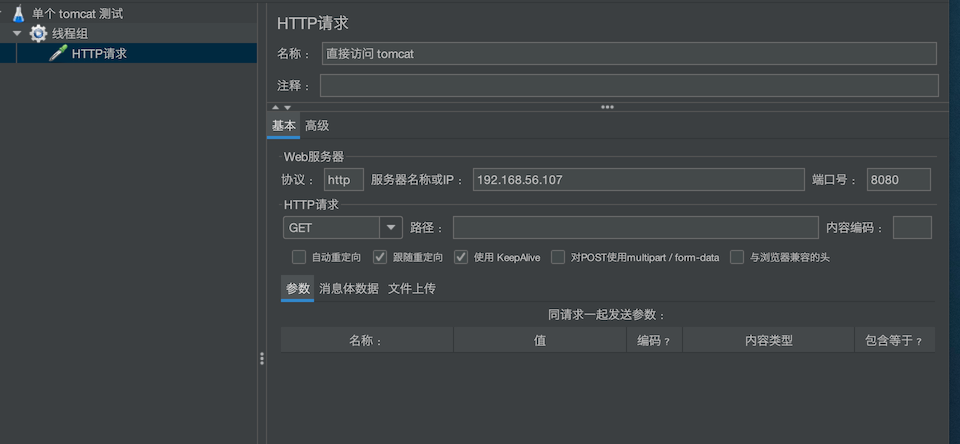 单个 tomcat 测试
线程组
HTTP请求
HTTP请求
名称： 直接访问 tomcat
注释：
基本 高级
Web服务器
协议： http 服务器名称或IP： 192.168.56.107 端口号： 8080
HTTP请求
GET 路径： 内容编码：
自动重定向 跟随重定向 使用 KeepAlive 对POST使用multipart / form-data 与浏览器兼容的头
参数 消息体数据 文件上传
同请求一起发送参数：
名称： 值 编码？ 内容类型 包含等于？